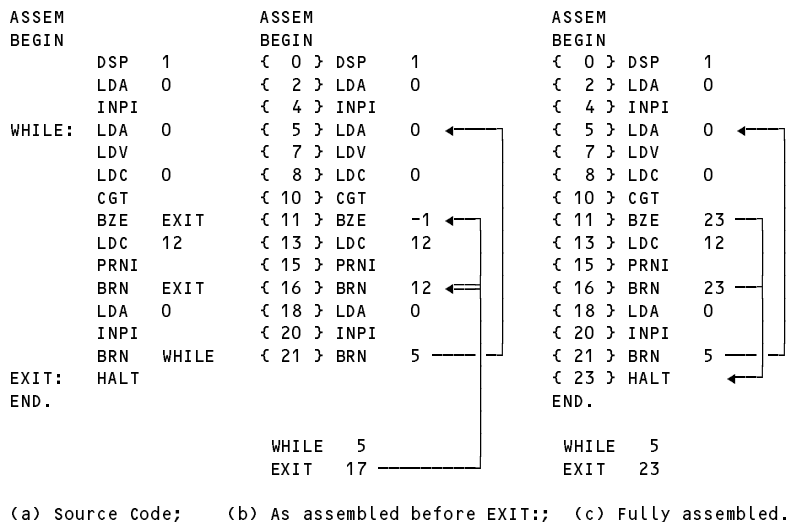 ASSEM ASSEM ASSEM
BEGIN BEGIN BEGIN
DSP 1 { 0 } DSP 1 { 0 } DSP 1
LDA 0 { 2 } LDA 0 { 2 } LDA 0
INPI { 4 } INPI { 4 } INPI
WHILE: LDA 0 { 5 } LDA 0 { 5 } LDA 0
LDV { 7 } LDV { 7 } LDV
LDC 0 { 8 } LDC 0 { 8 } LDC 0
CGT { 10 } CGT { 10 } CGT
BZE EXIT { 11 } BZE -1 { 11 } BZE 23
LDC 12 { 13 } LDC 12 { 13 } LDC 12
PRNI { 15 } PRNI { 15 } PRNI
BRN EXIT { 16 } BRN 12 { 16 } BRN 23
LDA 0 { 18 } LDA 0 { 18 } LDA 0
INPI { 20 } INPI { 20 } INPI
BRN WHILE { 21 } BRN 5 { 21 } BRN 5
EXIT: HALT { 23 } HALT
END. END.
WHILE 5 WHILE 5
EXIT 17 EXIT 23
(a) Source Code; (b) As assembled before EXIT:; (c) Fully assembled.